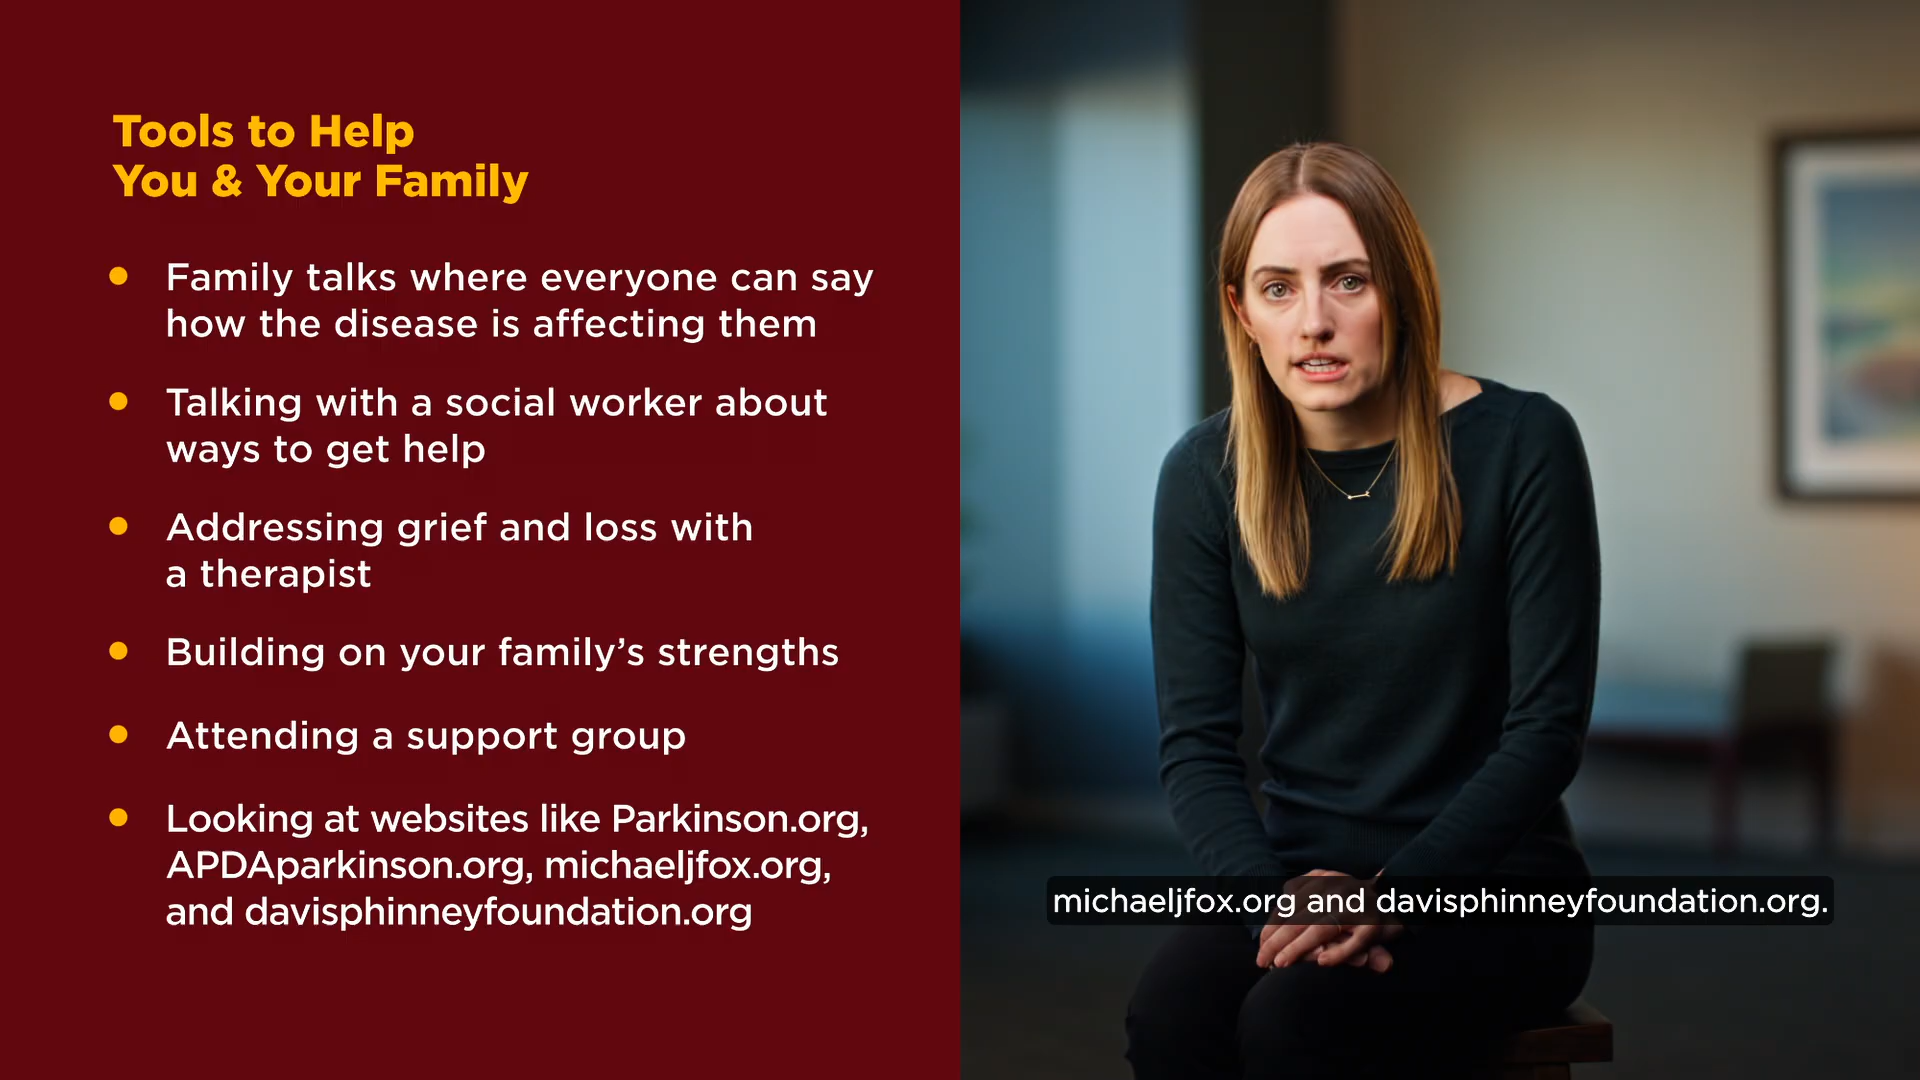 Tools to Help
You & Your Family
Family talks where everyone can say
how the disease is affecting them
Talking with a social worker about
ways to get help
Addressing grief and loss with
a therapist
Building on your family’s strengths
Attending a support group
Looking at websites like Parkinson.org,
APDAparkinson.org, michaeljfox.org,
and davisphinneyfoundation.org
michaeljfox.org and davisphinneyfoundation.org.